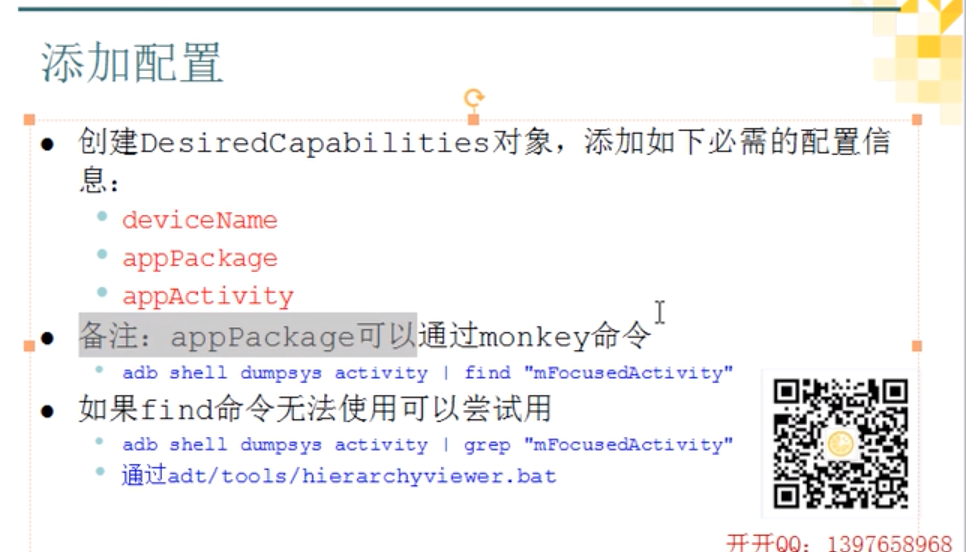 添加配置
创建DesiredCapabilities对象，添加如下必需的配置信
息：
deviceName
appPackage
appActivity
备注：appPackage可以通过monkey命令
adb shell dumpsys activity | find "mFocusedActivity"
如果find命令无法使用可以尝试用
adb shell dumpsys activity | grep "mFocusedActivity"
通过adt/tools/hierarchyviewer.bat
开开QQ：1397658968